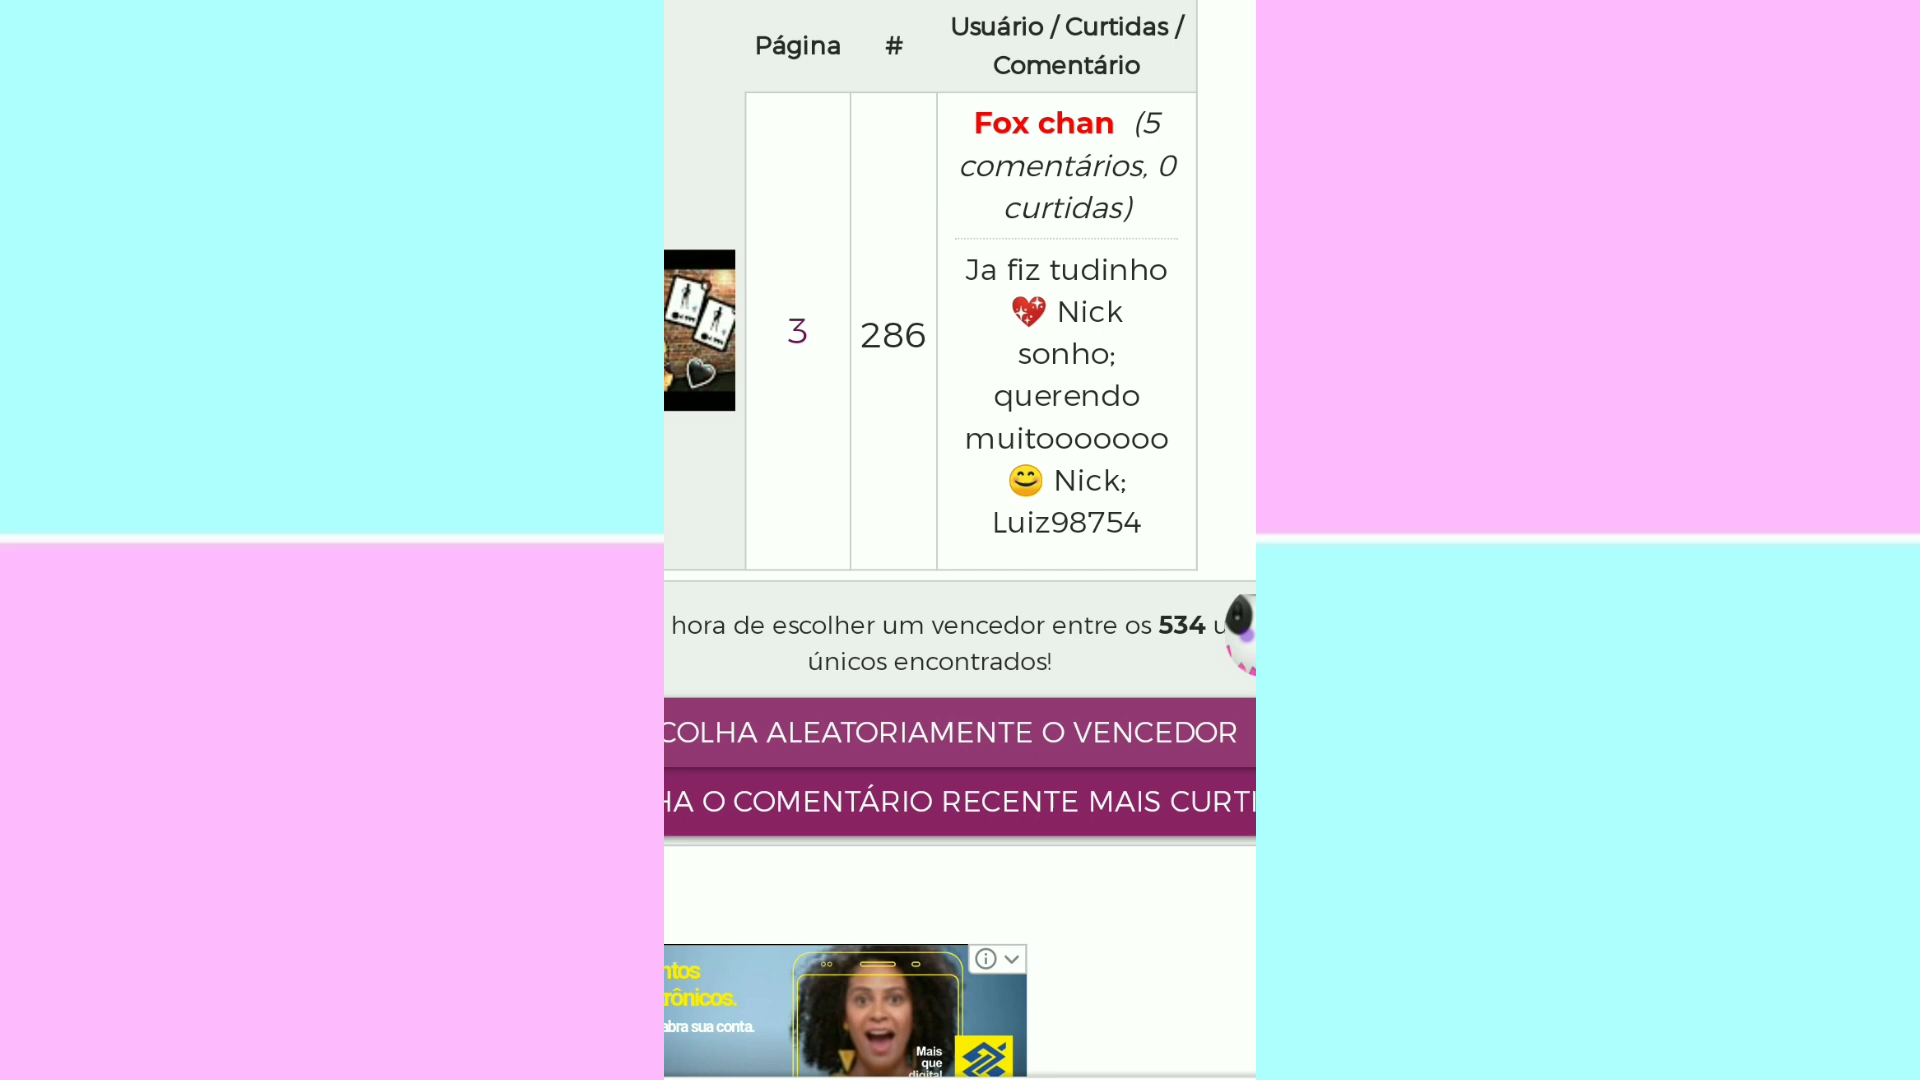 Página
#
Usuário / Curtidas /
Comentário
Fox chan (5
comentários, 0
curtidas)
Ja fiz tudinho
💖 Nick
sonho;
querendo
muitooooooo
😊 Nick;
Luiz98754
3
286
hora de escolher um vencedor entre os 534 u
únicos encontrados!
COLHA ALEATORIAMENTE O VENCEDOR
HA O COMENTÁRIO RECENTE MAIS CURTI
ntos
rônicos.
abra sua conta.
Mais
que
digital